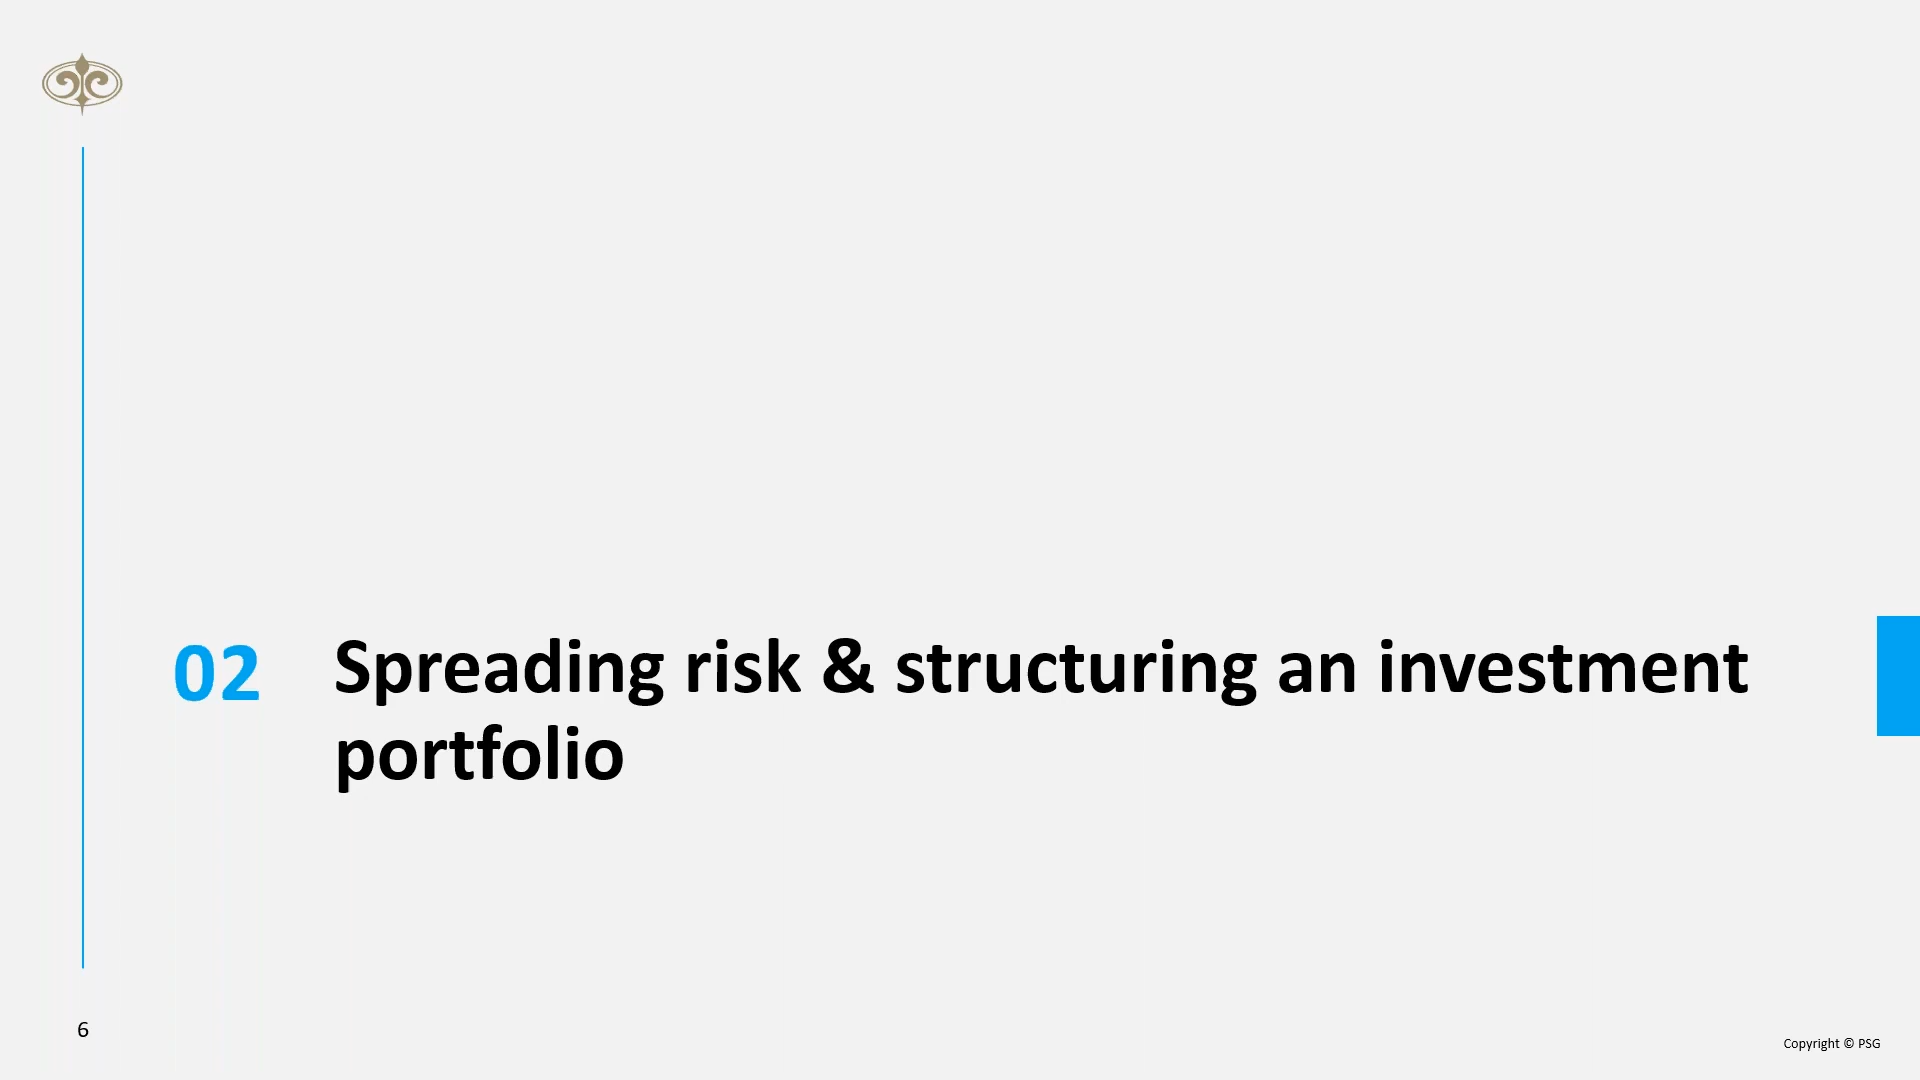 02
Spreading risk & structuring an investment
portfolio
6
Copyright © PSG